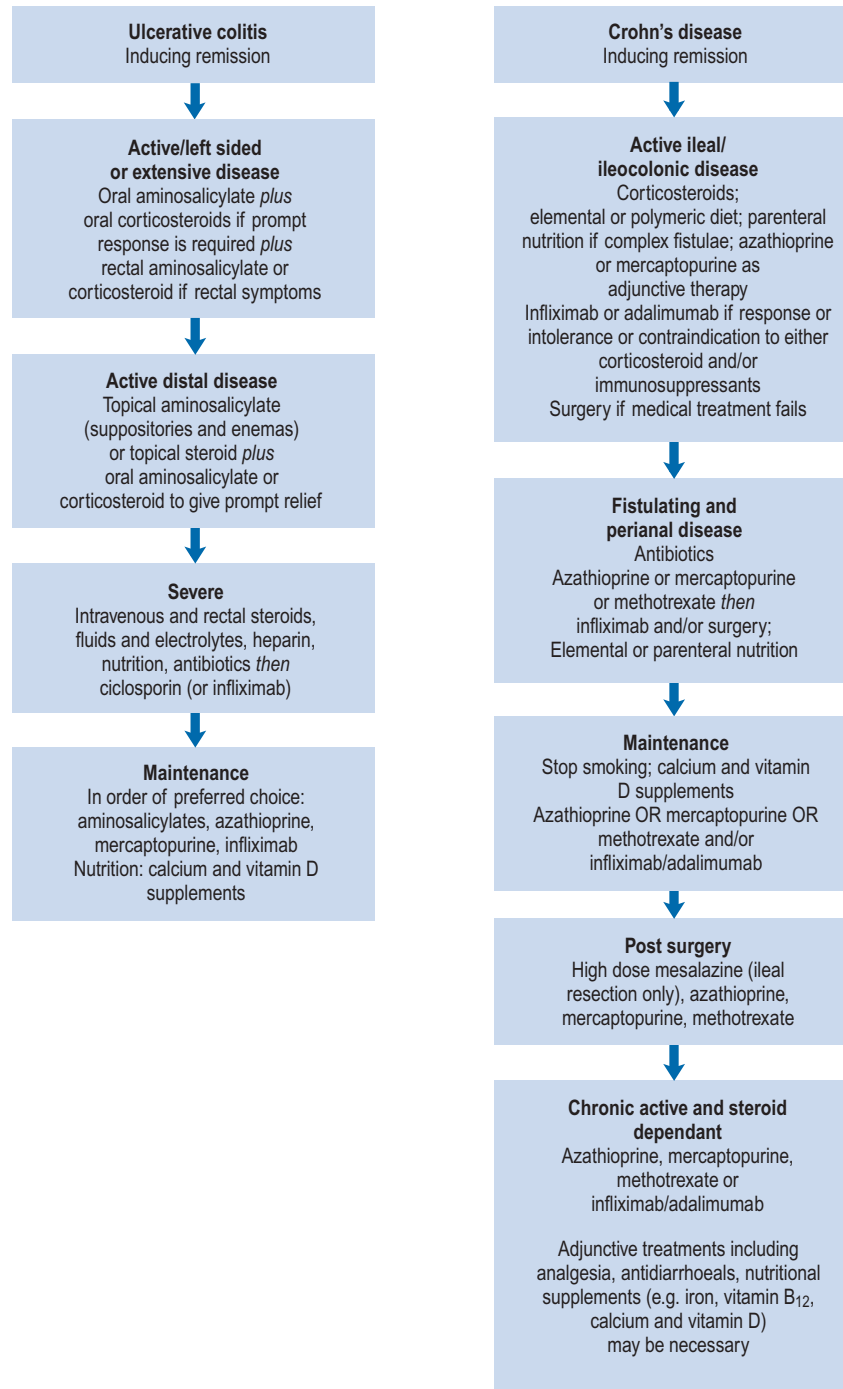 Ulcerative colitis
Inducing remission
Active/left sided
or extensive disease
Oral aminosalicylate plus
oral corticosteroids if prompt
response is required plus
rectal aminosalicylate or
corticosteroid if rectal symptoms
Active distal disease
Topical aminosalicylate
(suppositories and enemas)
or topical steroid plus
oral aminosalicylate or
corticosteroid to give prompt relief
Severe
Intravenous and rectal steroids,
fluids and electrolytes, heparin,
nutrition, antibiotics then
ciclosporin (or infliximab)
Maintenance
In order of preferred choice:
aminosalicylates, azathioprine,
mercaptopurine, infliximab
Nutrition: calcium and vitamin D
supplements
Crohn's disease
Inducing remission
Active ileal/
ileocolonic disease
Corticosteroids;
elemental or polymeric diet; parenteral
nutrition if complex fistulae; azathioprine
or mercaptopurine as
adjunctive therapy
Infliximab or adalimumab if response or
intolerance or contraindication to either
corticosteroid and/or
immunosuppressants
Surgery if medical treatment fails
Fistulating and
perianal disease
Antibiotics
Azathioprine or mercaptopurine
or methotrexate then
infliximab and/or surgery;
Elemental or parenteral nutrition
Maintenance
Stop smoking; calcium and vitamin
D supplements
Azathioprine OR mercaptopurine OR
methotrexate and/or
infliximab/adalimumab
Post surgery
High dose mesalazine (ileal
resection only), azathioprine,
mercaptopurine, methotrexate
Chronic active and steroid
dependant
Azathioprine, mercaptopurine,
methotrexate or
infliximab/adalimumab
Adjunctive treatments including
analgesia, antidiarrhoeals, nutritional
supplements (e.g. iron, vitamin B₁₂,
calcium and vitamin D)
may be necessary